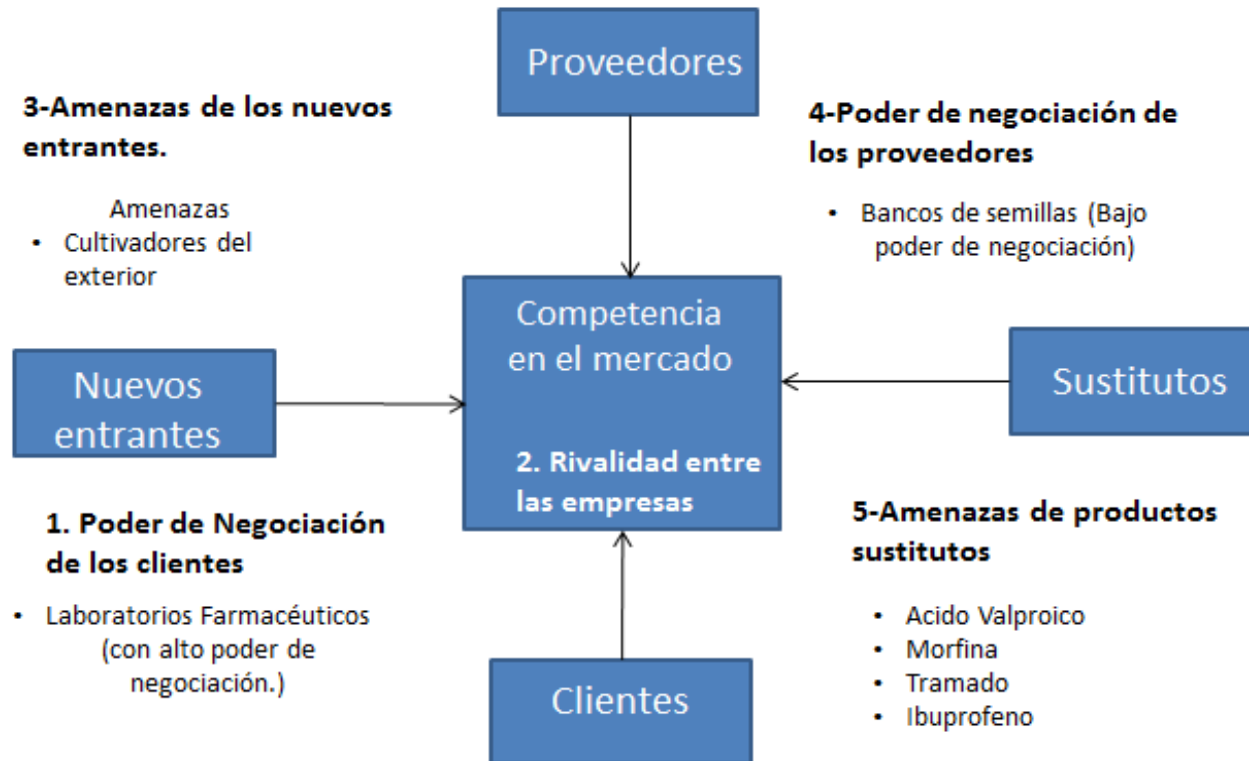 Proveedores
3-Amenazas de los nuevos
entrantes.
Amenazas
• Cultivadores del
exterior
4-Poder de negociación de
los proveedores
• Bancos de semillas (Bajo
poder de negociación)
Competencia
en el mercado
2. Rivalidad entre
las empresas
Nuevos
entrantes
Sustitutos
1. Poder de Negociación
de los clientes
• Laboratorios Farmacéuticos
(con alto poder de
negociación.)
5-Amenazas de productos
sustitutos
• Acido Valproico
• Morfina
• Tramado
• Ibuprofeno
Clientes